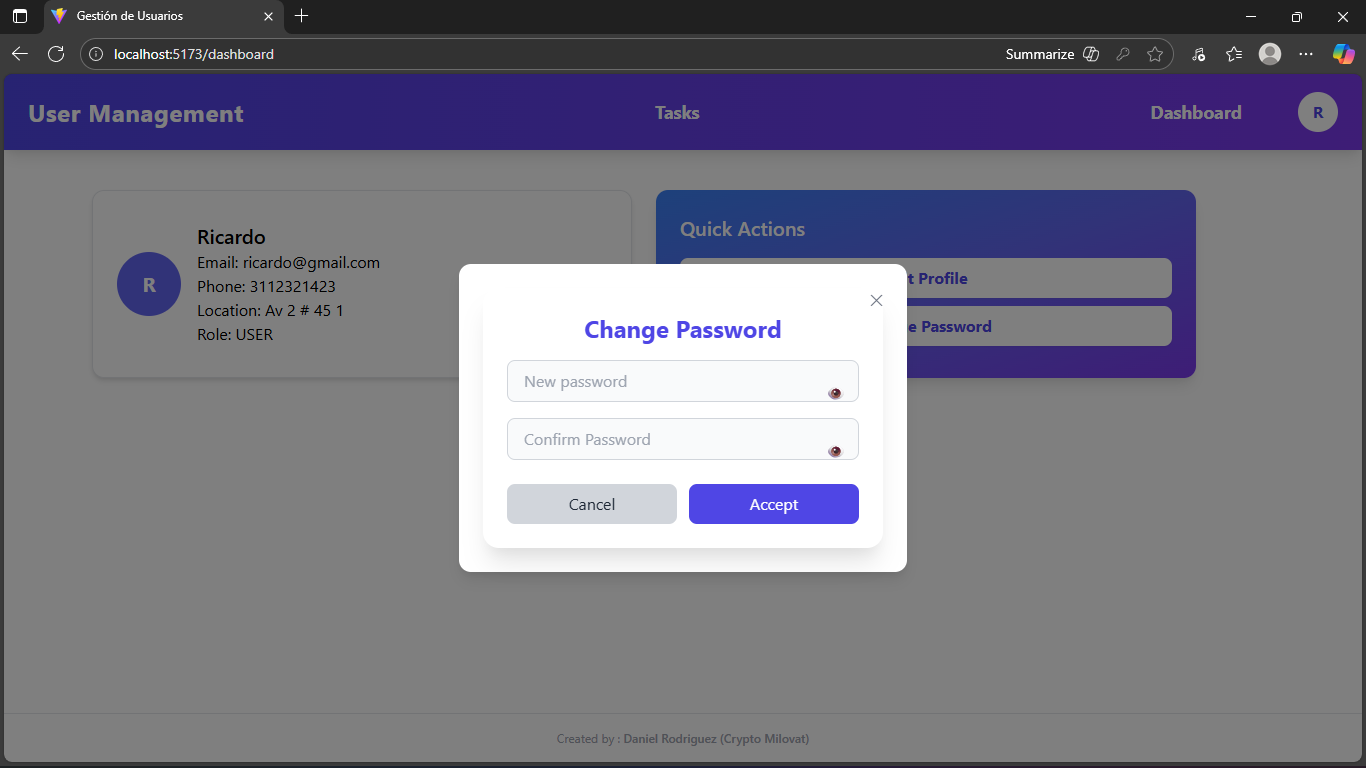 Gestión de Usuarios
localhost:5173/dashboard
Summarize
User Management
Tasks
Dashboard
R
R
Ricardo
Email: ricardo@gmail.com
Phone: 3112321423
Location: Av 2 # 45 1
Role: USER
Quick Actions
t Profile
e Password
Change Password
New password
Confirm Password
Cancel
Accept
Created by : Daniel Rodriguez (Crypto Milovat)